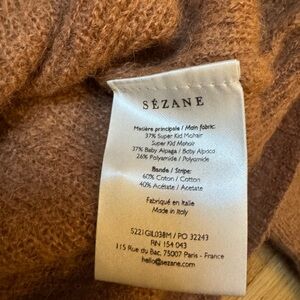 SÉZANE
Matière principale / Main fabric:
37% Super Kid Mohair
Super Kid Mohair
37% Baby Alpaga / Baby Alpaca
26% Polyamide / Polyamide
Bande / Stripe:
60% Coton / Cotton
40% Acétate / Acetate
Fabriqué en Italie
Made in Italy
S221GIL038M / PO 32243
RN 154 043
115 Rue du Bac, 75007 Paris - France
hello@sezane.com